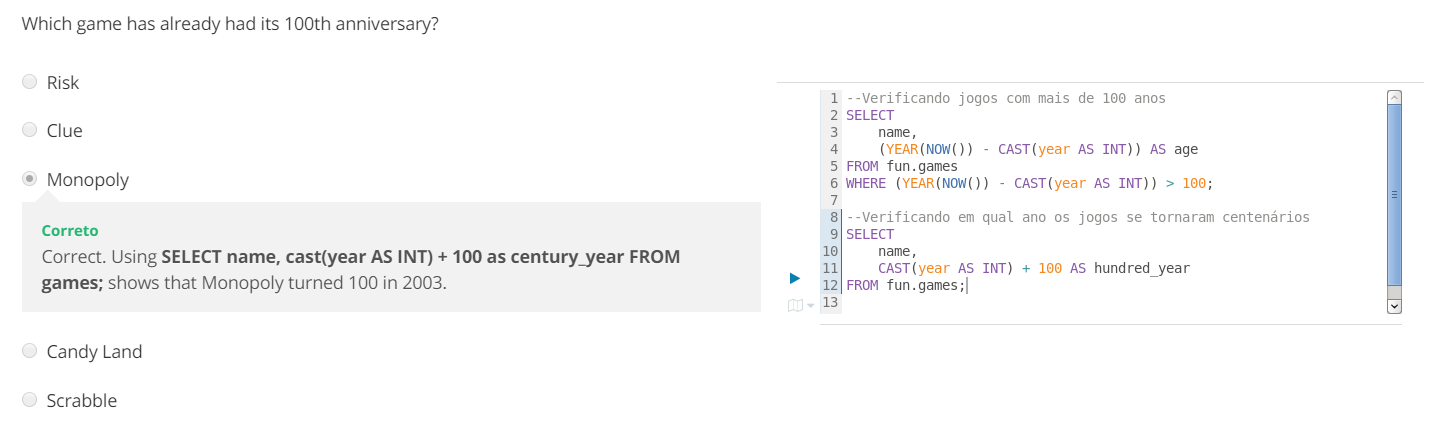 Which game has already had its 100th anniversary?
Risk
Clue
Monopoly
Correto
Correct. Using SELECT name, cast(year AS INT) + 100 as century_year FROM
games; shows that Monopoly turned 100 in 2003.
Candy Land
Scrabble
1 --Verificando jogos com mais de 100 anos
2 SELECT
3 name,
4 (YEAR(NOW()) - CAST(year AS INT)) AS age
5 FROM fun.games
6 WHERE (YEAR(NOW()) - CAST(year AS INT)) > 100;
7
8 --Verificando em qual ano os jogos se tornaram centenários
9 SELECT
10 name,
11 CAST(year AS INT) + 100 AS hundred_year
12 FROM fun.games;
13